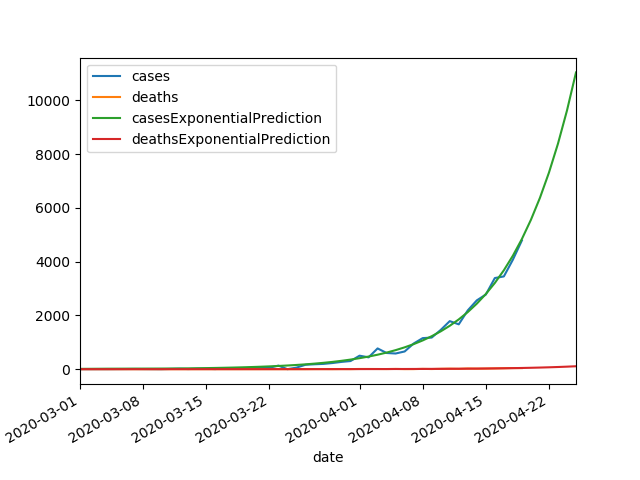 cases
deaths
casesExponentialPrediction
deathsExponentialPrediction
10000
8000
6000
4000
2000
0
2020-03-01
2020-03-08
2020-03-15
2020-03-22
2020-04-01
2020-04-08
2020-04-15
2020-04-22
date